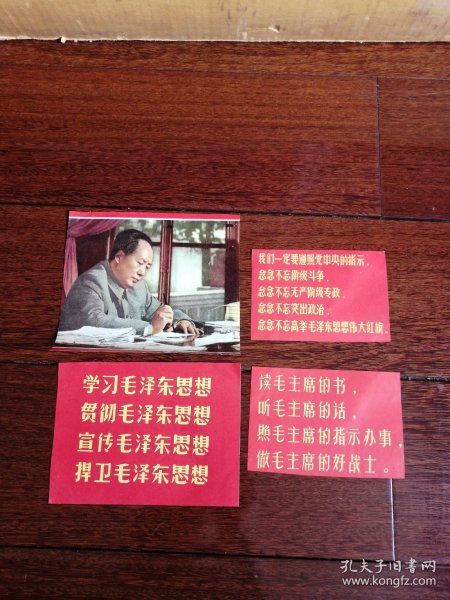 我们一定要遵照党中央的指示，
念念不忘阶级斗争，
念念不忘无产阶级专政，
念念不忘突出政治，
念念不忘高举毛泽东思想伟大红旗
学习毛泽东思想
贯彻毛泽东思想
宣传毛泽东思想
捍卫毛泽东思想
读毛主席的书，
听毛主席的话，
照毛主席的指示办事，
做毛主席的好战士。
孔夫子旧书网
www.kongfz.com